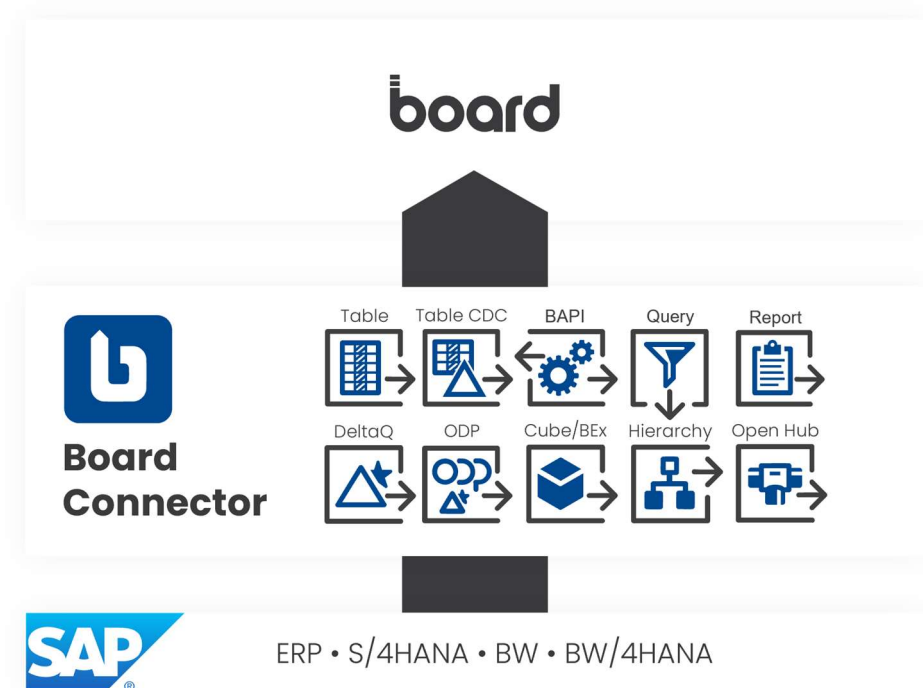 board
Table Table CDC BAPI Query Report
Board
Connector
DeltaQ ODP Cube/BEx Hierarchy Open Hub
SAP®
ERP • S/4HANA • BW • BW/4HANA